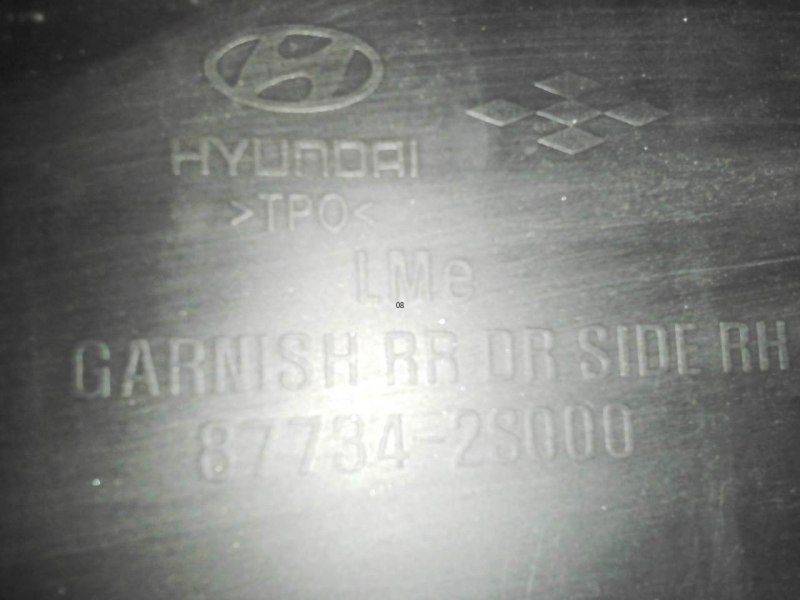 HYUNDAI
>TPO<
LMe
08
GARNISH RR DR SIDE RH
87734-2S000